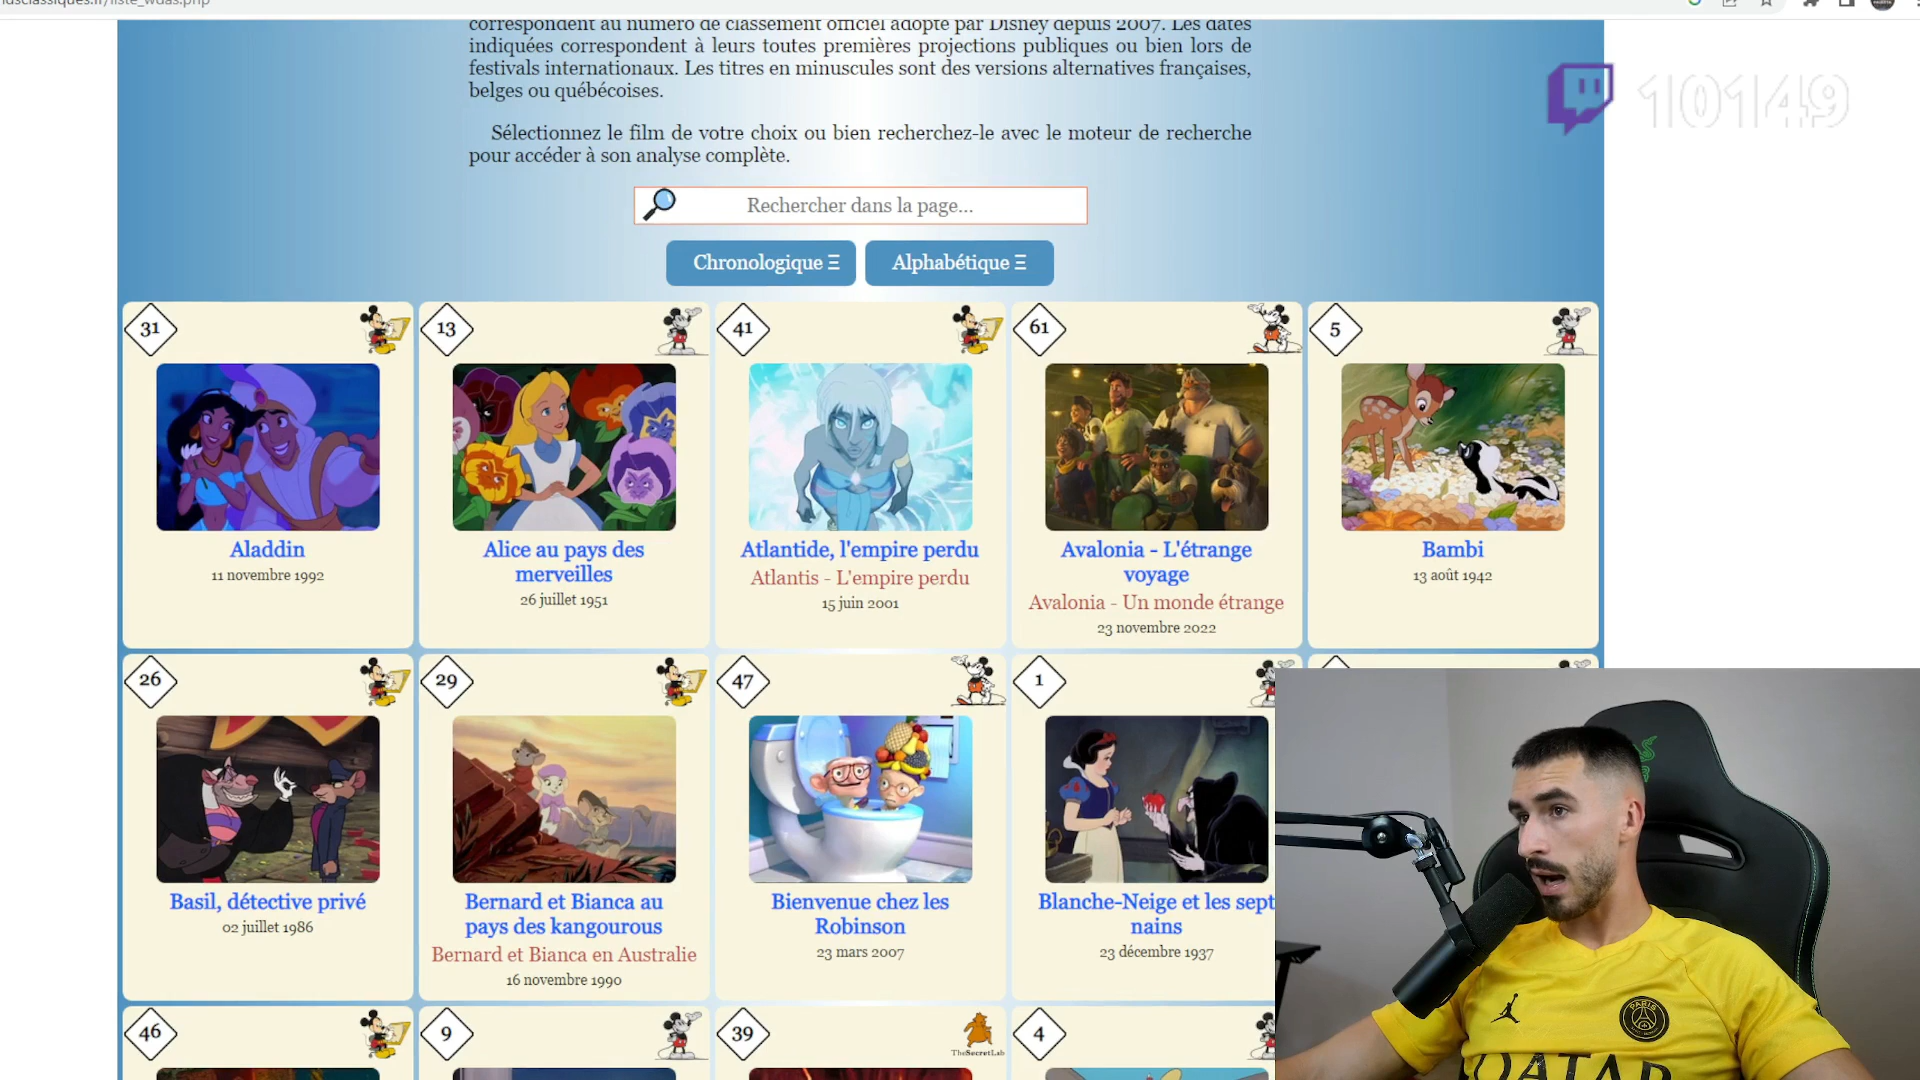 correspondent au numéro de classement officiel adopté par Disney depuis 2007. Les dates
indiquées correspondent à leurs toutes premières projections publiques ou bien lors de
festivals internationaux. Les titres en minuscules sont des versions alternatives françaises,
belges ou québécoises.
Sélectionnez le film de votre choix ou bien recherchez-le avec le moteur de recherche
pour accéder à son analyse complète.
10149
Rechercher dans la page...
Chronologique Ξ
Alphabétique Ξ
31
Aladdin
11 novembre 1992
13
Alice au pays des
merveilles
26 juillet 1951
41
Atlantide, l'empire perdu
Atlantis - L'empire perdu
15 juin 2001
61
Avalonia - L'étrange
voyage
Avalonia - Un monde étrange
23 novembre 2022
5
Bambi
13 août 1942
26
Basil, détective privé
02 juillet 1986
29
Bernard et Bianca au
pays des kangourous
Bernard et Bianca en Australie
16 novembre 1990
47
Bienvenue chez les
Robinson
23 mars 2007
1
Blanche-Neige et les sept
nains
23 décembre 1937
46
9
39
TheSecretLab
4
PARIS
QATAR